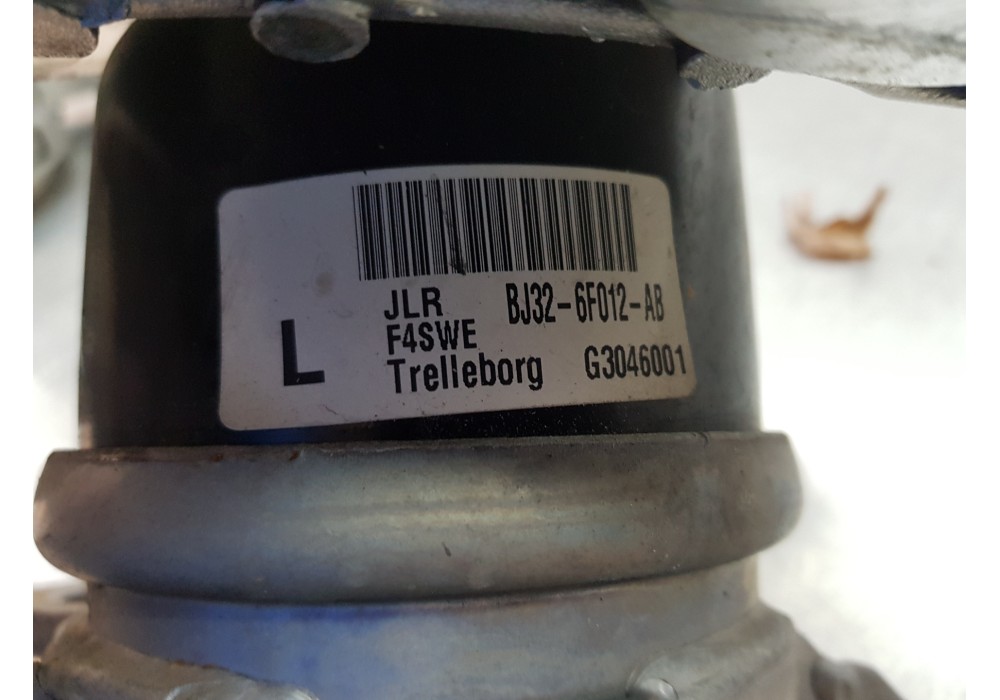 JLR BJ32-6F012-AB
F4SWE
L Trelleborg G3046001